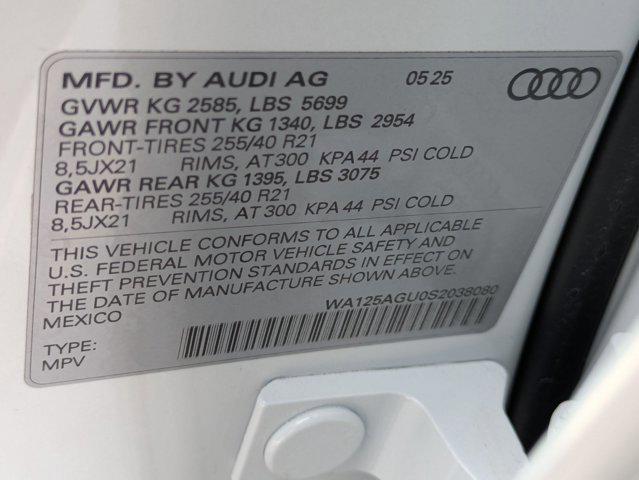 MFD. BY AUDI AG 05 25
GVWR KG 2585, LBS 5699
GAWR FRONT KG 1340, LBS 2954
FRONT-TIRES 255/40 R21
8,5JX21 RIMS, AT 300 KPA 44 PSI COLD
GAWR REAR KG 1395, LBS 3075
REAR-TIRES 255/40 R21
8,5JX21 RIMS, AT 300 KPA 44 PSI COLD
THIS VEHICLE CONFORMS TO ALL APPLICABLE
U.S. FEDERAL MOTOR VEHICLE SAFETY AND
THEFT PREVENTION STANDARDS IN EFFECT ON
THE DATE OF MANUFACTURE SHOWN ABOVE.
MEXICO WA125AGU0S2038080
TYPE:
MPV